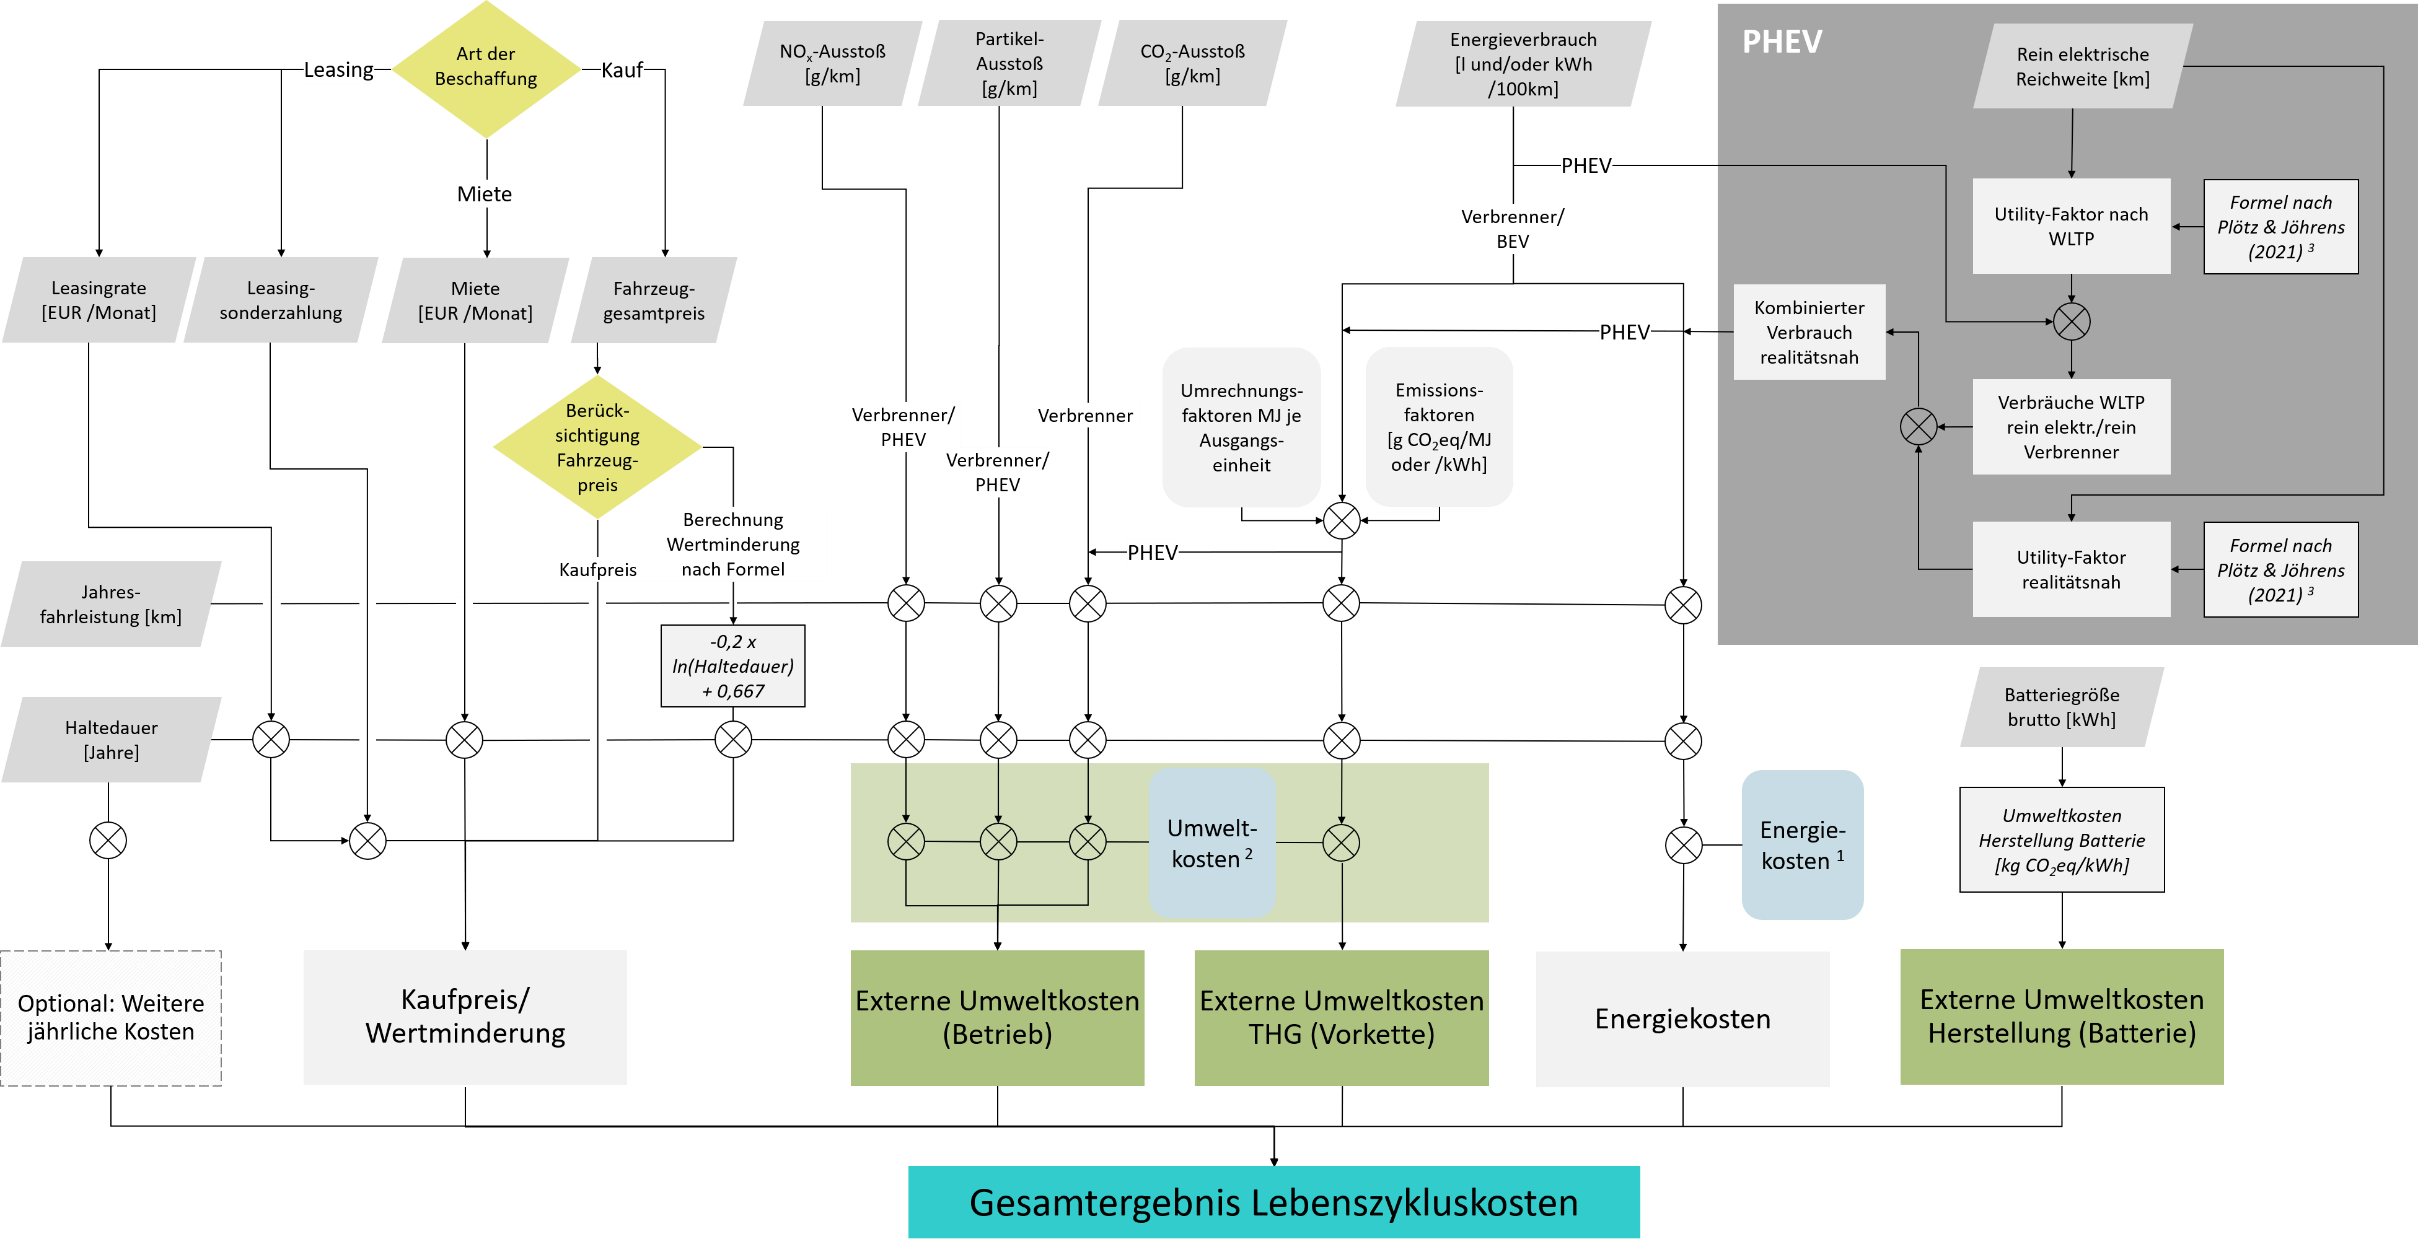 Art der
Beschaffung
Leasing
Kauf
Miete
NOx-Ausstoß
[g/km]
Partikel-
Ausstoß
[g/km]
CO2-Ausstoß
[g/km]
Energieverbrauch
[l und/oder kWh
/100km]
PHEV
Rein elektrische
Reichweite [km]
PHEV
Verbrenner/
BEV
Utility-Faktor nach
WLTP
Formel nach
Plötz & Jöhrens
(2021) 3
Leasingrate
[EUR /Monat]
Leasing-
sonderzahlung
Miete
[EUR /Monat]
Fahrzeug-
gesamtpreis
Kombinierter
Verbrauch
realitätsnah
PHEV
Umrechnungs-
faktoren MJ je
Ausgangs-
einheit
Emissions-
faktoren
[g CO2eq/MJ
oder /kWh]
Verbräuche WLTP
rein elektr./rein
Verbrenner
Berück-
sichtigung
Fahrzeug-
preis
Verbrenner/
PHEV
Verbrenner/
PHEV
Verbrenner
Berechnung
Wertminderung
nach Formel
Kaufpreis
PHEV
Utility-Faktor
realitätsnah
Formel nach
Plötz & Jöhrens
(2021) 3
Jahres-
fahrleistung [km]
-0,2 x
ln(Haltedauer)
+ 0,667
Haltedauer
[Jahre]
Batteriegröße
brutto [kWh]
Umwelt-
kosten 2
Energie-
kosten 1
Umweltkosten
Herstellung Batterie
[kg CO2eq/kWh]
Optional: Weitere
jährliche Kosten
Kaufpreis/
Wertminderung
Externe Umweltkosten
(Betrieb)
Externe Umweltkosten
THG (Vorkette)
Energiekosten
Externe Umweltkosten
Herstellung (Batterie)
Gesamtergebnis Lebenszykluskosten